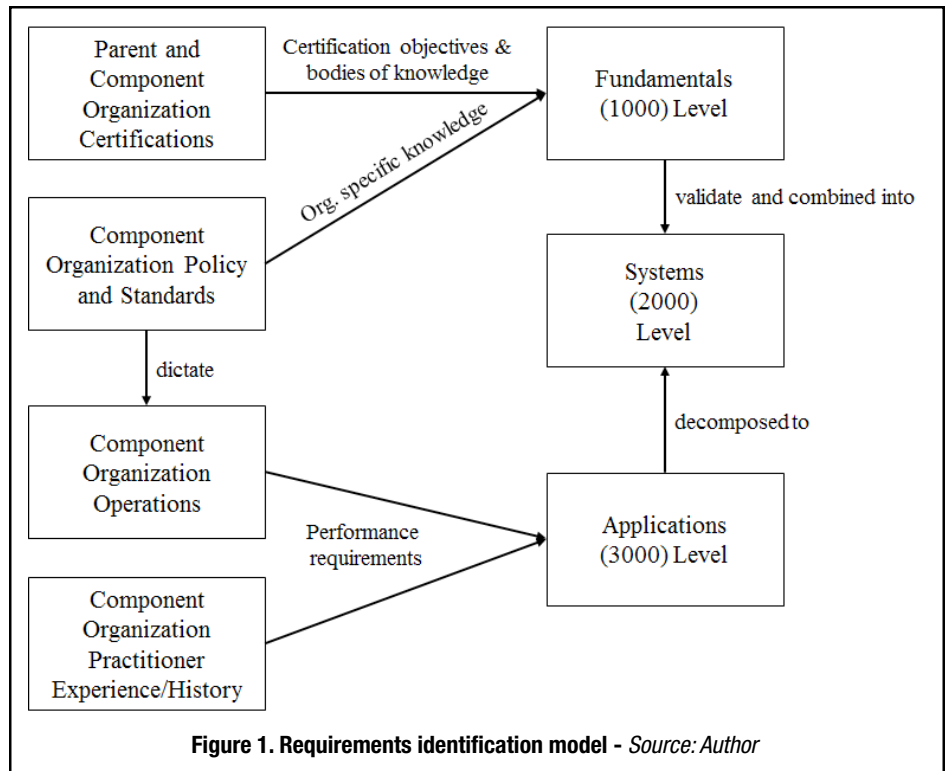 Parent and
Component
Organization
Certifications
Certification objectives &
bodies of knowledge
Fundamentals
(1000) Level
Org. specific knowledge
validate and combined into
Component
Organization Policy
and Standards
Systems
(2000)
Level
dictate
decomposed to
Component
Organization
Operations
Performance
requirements
Applications
(3000) Level
Component
Organization
Practitioner
Experience/History
Figure 1. Requirements identification model - Source: Author